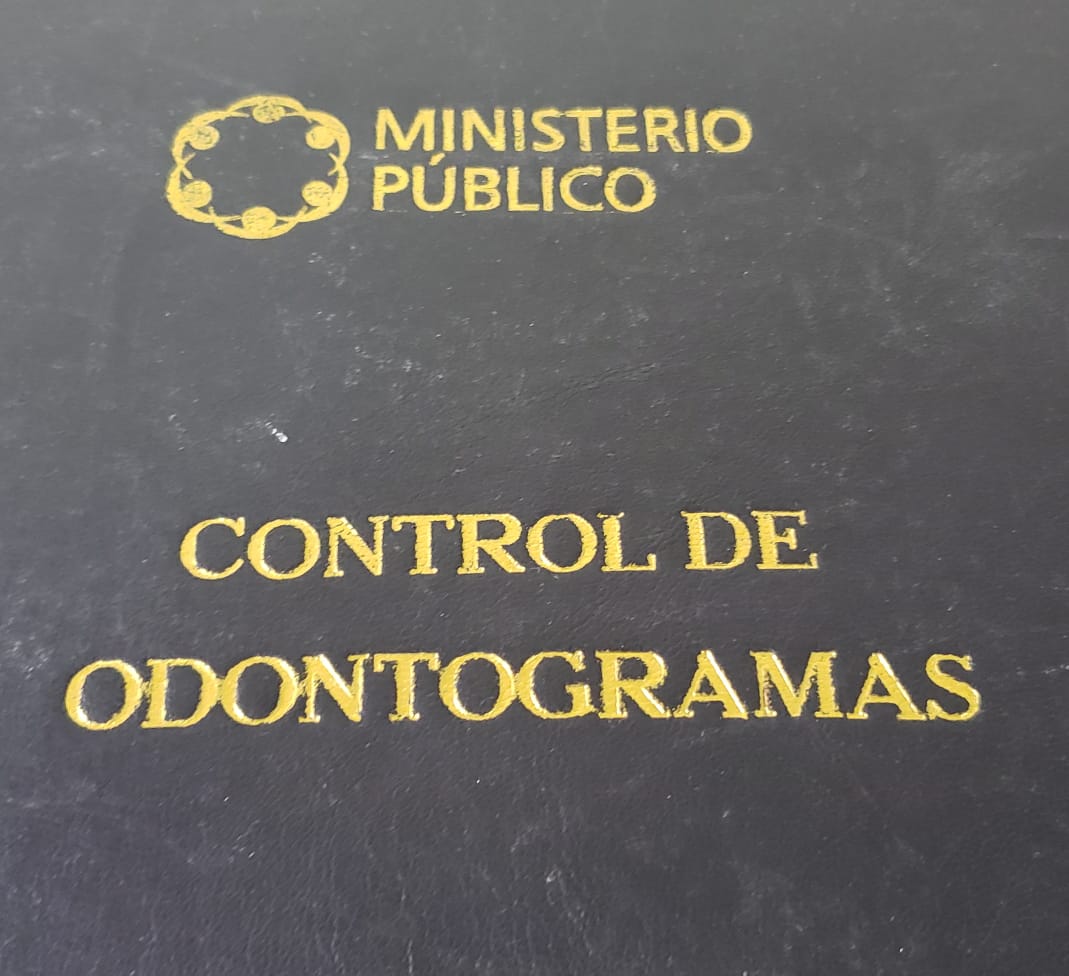 MINISTERIO
PÚBLICO
CONTROL DE
ODONTOGRAMAS